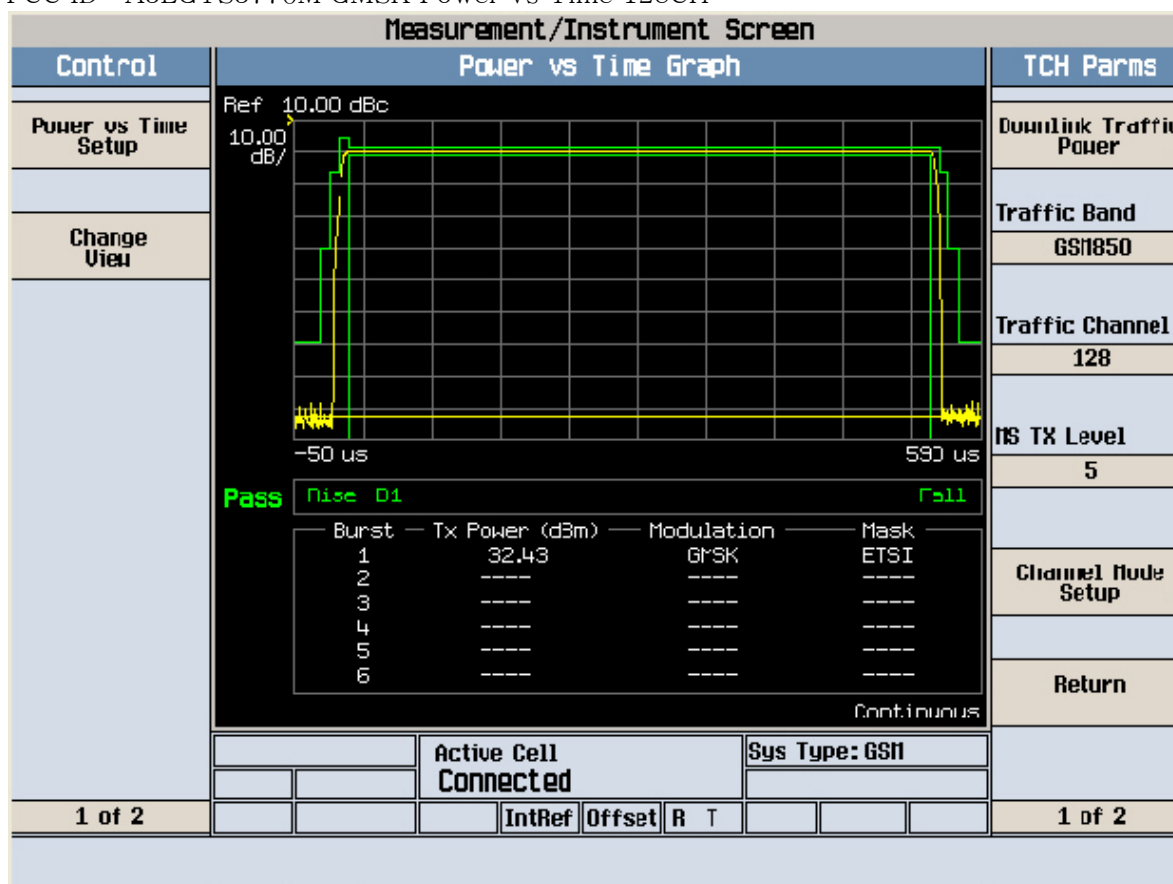 Measurement/Instrument Screen
Control
Power vs Time Graph
TCH Parms
Power vs Time
Setup
Change
View
1 of 2
Ref 10.00 dBc
10.00
dB/
-50 us
590 us
Pass
Rise D1
Fall
Burst Tx Power (dBm) Modulation Mask
1 32.43 GMSK ETSI
2 ---- ---- ----
3 ---- ---- ----
4 ---- ---- ----
5 ---- ---- ----
6 ---- ---- ----
Continuous
Active Cell
Connected
Sys Type: GSM
IntRef Offset R T
Downlink Traffic
Power
Traffic Band
GSM850
Traffic Channel
128
MS TX Level
5
Channel Mode
Setup
Return
1 of 2